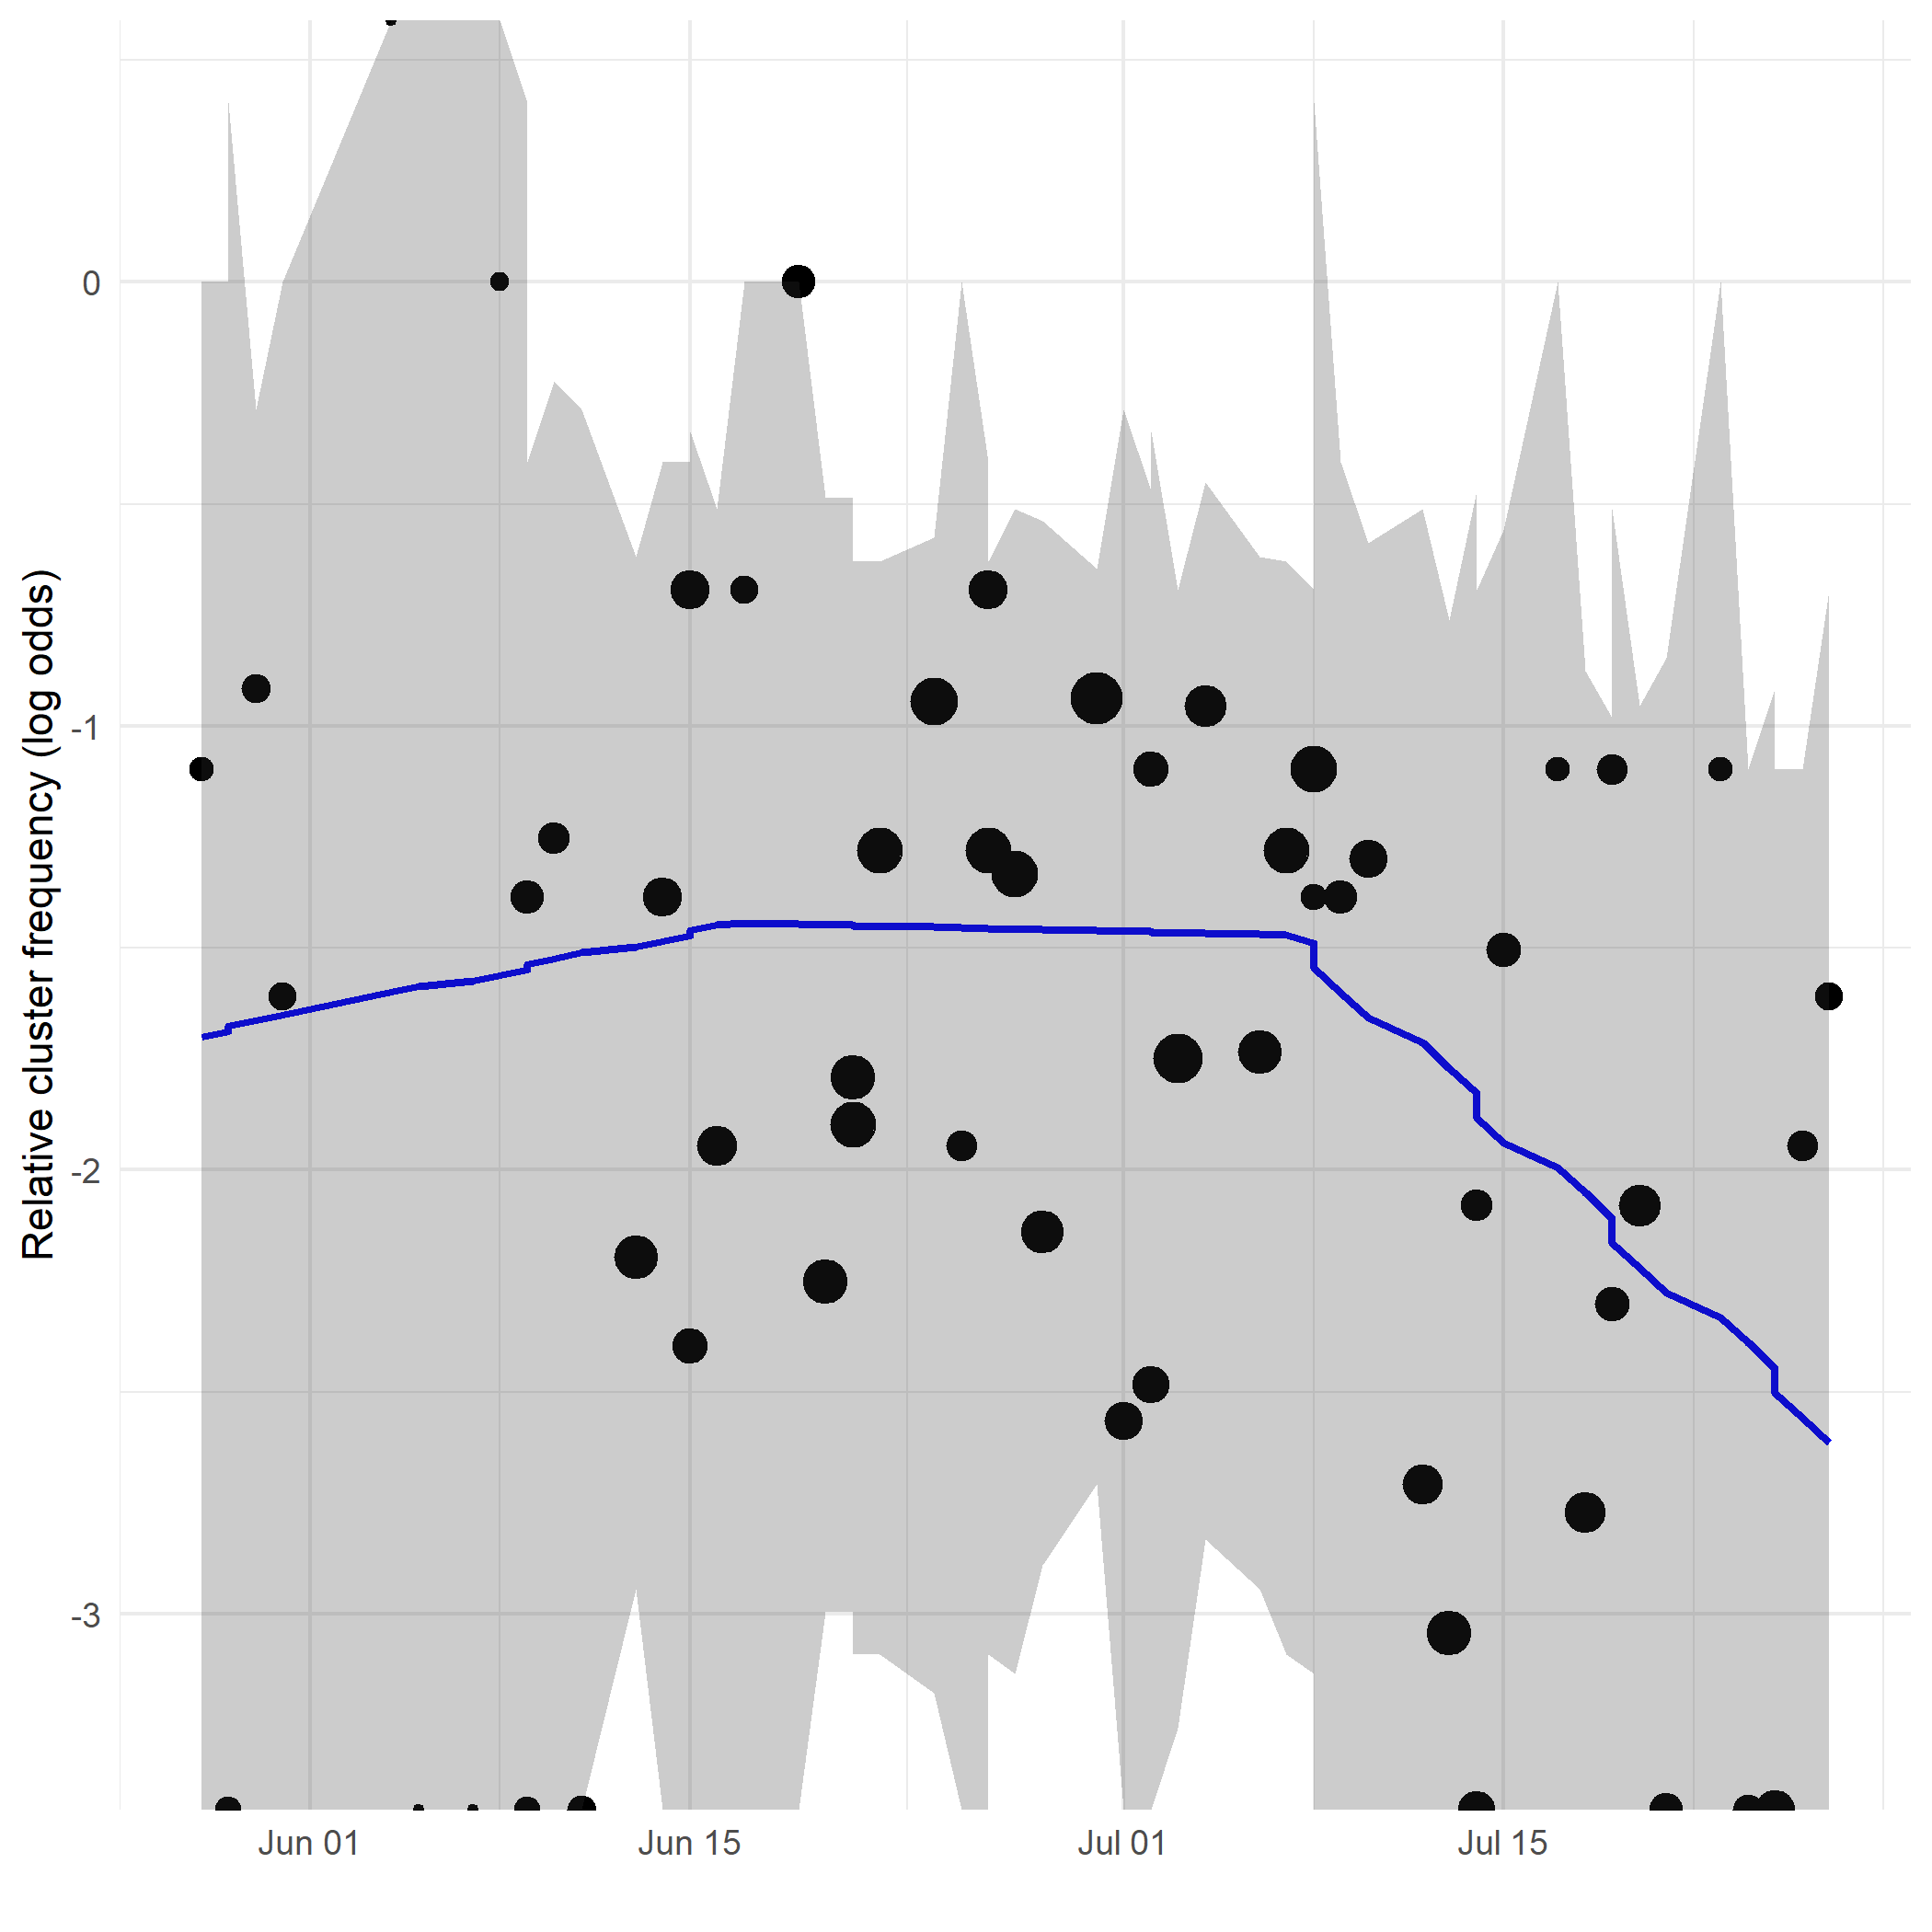 Relative cluster frequency (log odds)
0
-1
-2
-3
Jun 01
Jun 15
Jul 01
Jul 15